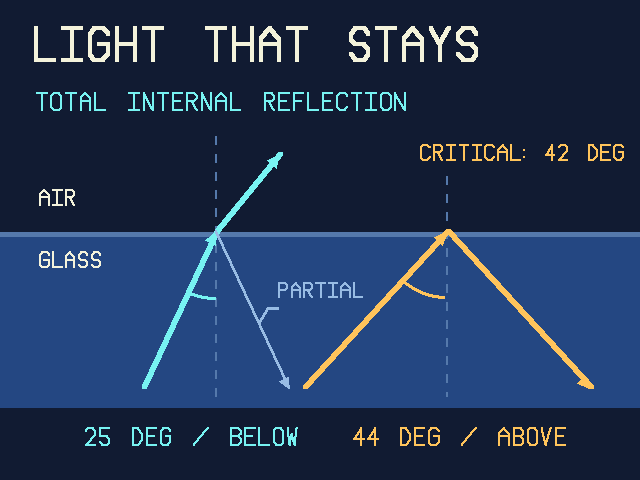 LIGHT THAT STAYS
TOTAL INTERNAL REFLECTION
CRITICAL: 42 DEG
AIR
GLASS
PARTIAL
25 DEG / BELOW
44 DEG / ABOVE